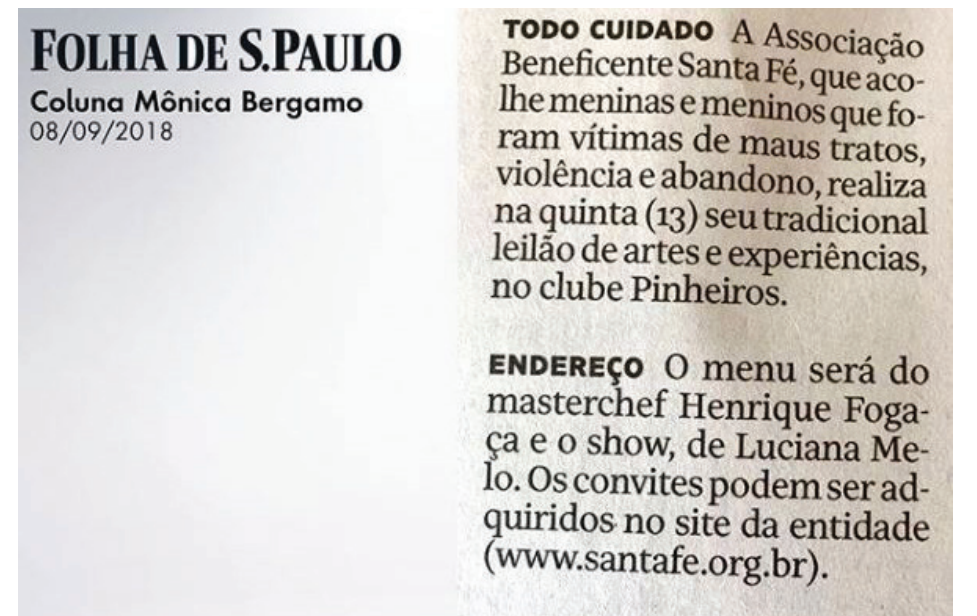 FOLHA DE S.PAULO
Coluna Mônica Bergamo
08/09/2018
TODO CUIDADO A Associação
Beneficente Santa Fé, que aco-
lhe meninas e meninos que fo-
ram vítimas de maus tratos,
violência e abandono, realiza
na quinta (13) seu tradicional
leilão de artes e experiências,
no clube Pinheiros.
ENDEREÇO O menu será do
masterchef Henrique Foga-
ça e o show, de Luciana Me-
lo. Os convites podem ser ad-
quiridos no site da entidade
(www.santafe.org.br).